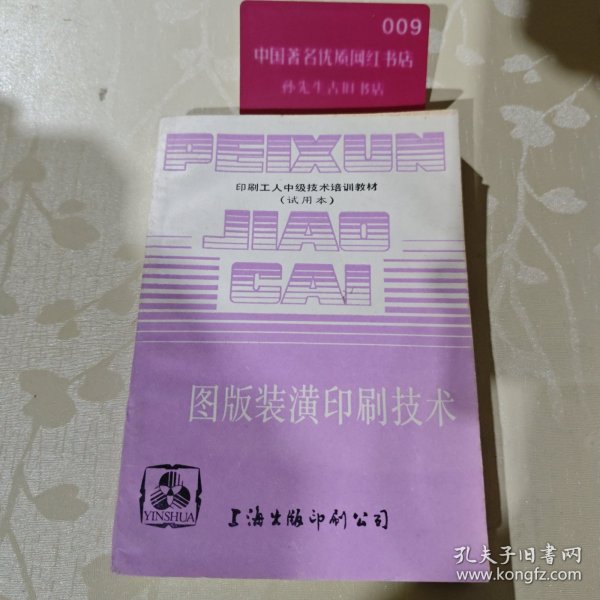 009
中国著名优质网红书店
孙先生古旧书店
PEIXUN
印刷工人中级技术培训教材
(试用本)
JIAO
CAI
图版装潢印刷技术
YINSHUA
上海出版印刷公司
孔夫子旧书网
www.kongfz.com